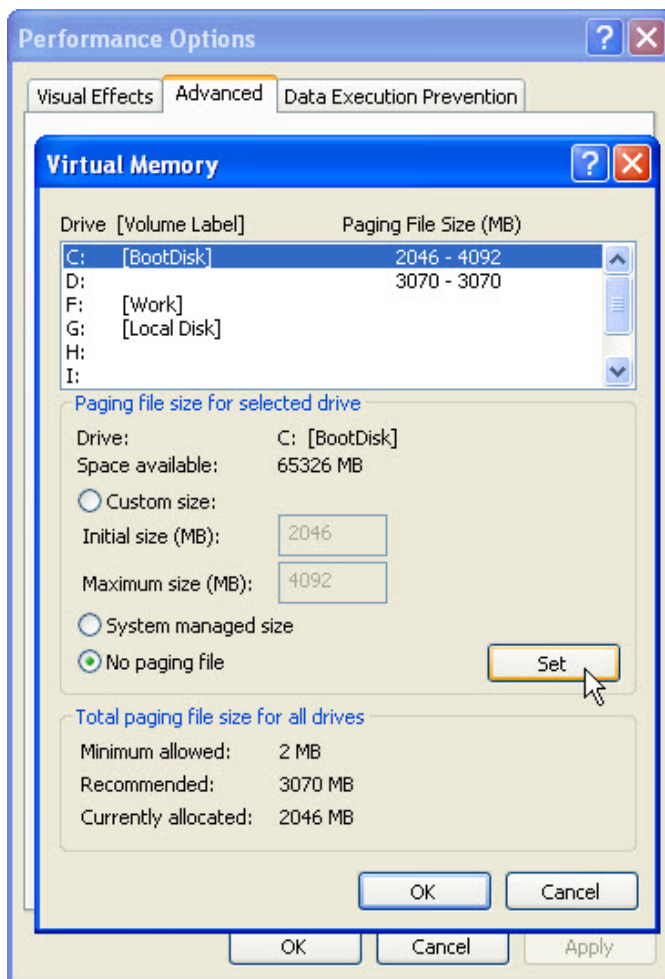 Performance Options
Visual Effects Advanced Data Execution Prevention
Virtual Memory
Drive [Volume Label] Paging File Size (MB)
C: [BootDisk] 2046 - 4092
D: 3070 - 3070
F: [Work]
G: [Local Disk]
H:
I:
Paging file size for selected drive
Drive: C: [BootDisk]
Space available: 65326 MB
Custom size:
Initial size (MB): 2046
Maximum size (MB): 4092
System managed size
No paging file Set
Total paging file size for all drives
Minimum allowed: 2 MB
Recommended: 3070 MB
Currently allocated: 2046 MB
OK Cancel
OK Cancel Apply